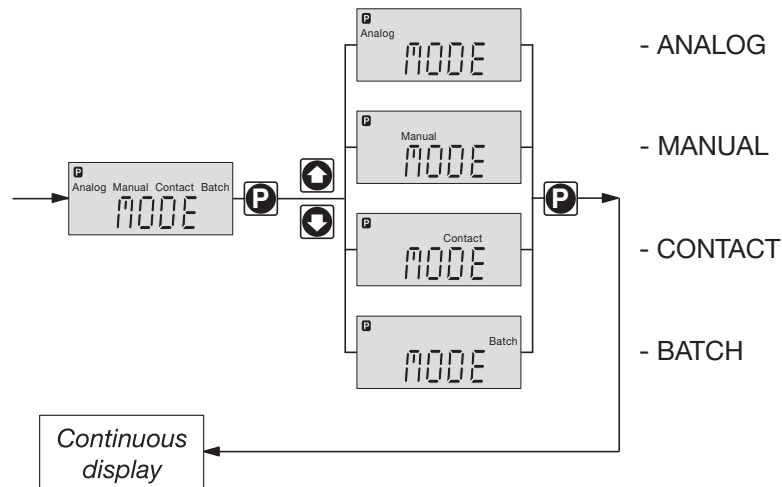 P
Analog
MODE
- ANALOG
P
Manual
MODE
- MANUAL
P
Analog Manual Contact Batch
MODE
P
P
P
Contact
MODE
- CONTACT
P
Batch
MODE
- BATCH
Continuous
display